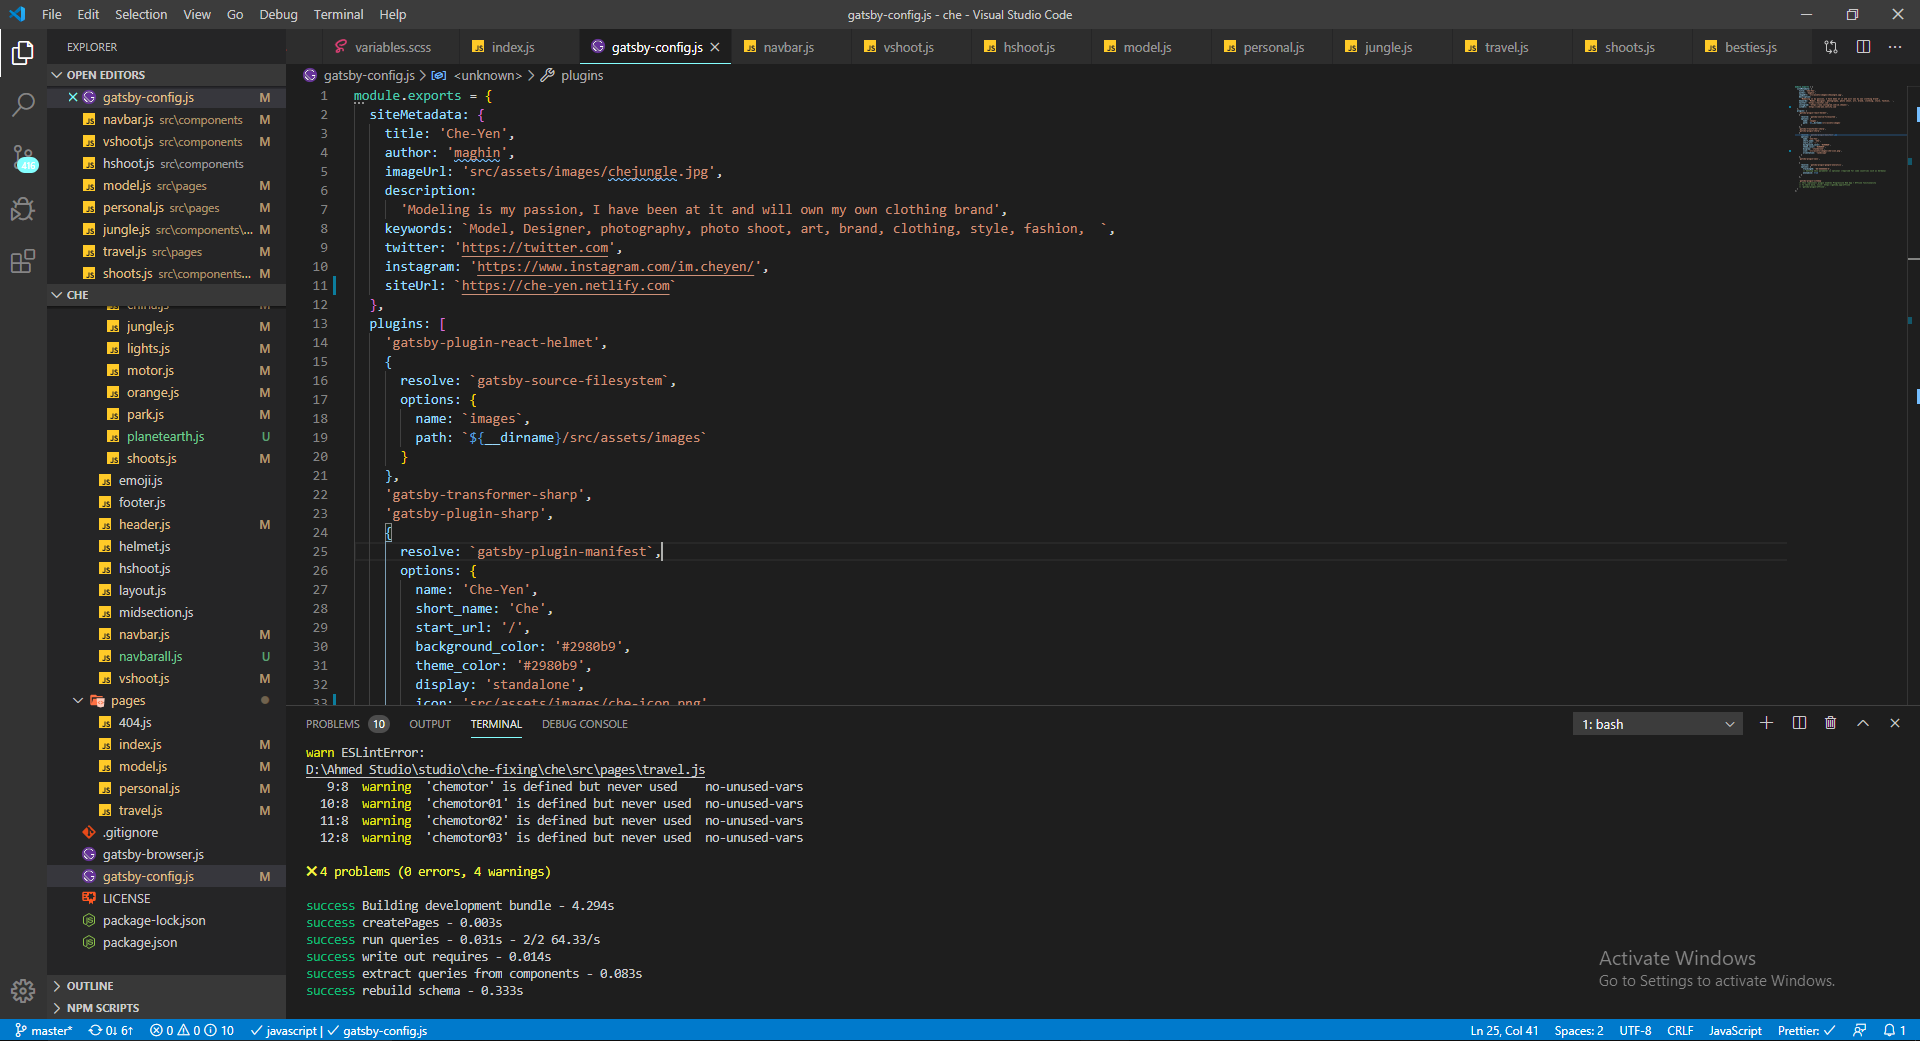 File Edit Selection View Go Debug Terminal Help
gatsby-config.js - che - Visual Studio Code
EXPLORER
variables.scss
index.js
gatsby-config.js
navbar.js
vshoot.js
hshoot.js
model.js
personal.js
jungle.js
travel.js
shoots.js
besties.js
OPEN EDITORS
gatsby-config.js M
navbar.js src\components M
vshoot.js src\components M
hshoot.js src\components
model.js src\pages M
personal.js src\pages M
jungle.js src\components\... M
travel.js src\pages M
shoots.js src\components... M
CHE
jungle.js M
lights.js M
motor.js M
orange.js M
park.js M
planetearth.js U
shoots.js M
emoji.js
footer.js
header.js M
helmet.js
hshoot.js
layout.js
midsection.js
navbar.js M
navbarall.js U
vshoot.js M
pages
404.js
index.js M
model.js M
personal.js M
travel.js M
.gitignore
gatsby-browser.js
gatsby-config.js M
LICENSE
package-lock.json
package.json
OUTLINE
NPM SCRIPTS
gatsby-config.js > <unknown> > plugins
1 module.exports = {
2 siteMetadata: {
3 title: 'Che-Yen',
4 author: 'maghin',
5 imageUrl: 'src/assets/images/chejungle.jpg',
6 description:
7 'Modeling is my passion, I have been at it and will own my own clothing brand',
8 keywords: `Model, Designer, photography, photo shoot, art, brand, clothing, style, fashion,  `,
9 twitter: 'https://twitter.com',
10 instagram: 'https://www.instagram.com/im.cheyen/',
11 siteUrl: `https://che-yen.netlify.com`
12 },
13 plugins: [
14 'gatsby-plugin-react-helmet',
15 {
16 resolve: `gatsby-source-filesystem`,
17 options: {
18 name: `images`,
19 path: `${__dirname}/src/assets/images`
20 }
21 },
22 'gatsby-transformer-sharp',
23 'gatsby-plugin-sharp',
24 {
25 resolve: `gatsby-plugin-manifest`,
26 options: {
27 name: 'Che-Yen',
28 short_name: 'Che',
29 start_url: '/',
30 background_color: '#2980b9',
31 theme_color: '#2980b9',
32 display: 'standalone',
33 icon: 'src/assets/images/che-icon.png'
PROBLEMS 10 OUTPUT TERMINAL DEBUG CONSOLE
1: bash
warn ESLintError:
D:\Ahmed Studio\studio\che-fixing\che\src\pages\travel.js
9:8 warning 'chemotor' is defined but never used no-unused-vars
10:8 warning 'chemotor01' is defined but never used no-unused-vars
11:8 warning 'chemotor02' is defined but never used no-unused-vars
12:8 warning 'chemotor03' is defined but never used no-unused-vars
✕4 problems (0 errors, 4 warnings)
success Building development bundle - 4.294s
success createPages - 0.003s
success run queries - 0.031s - 2/2 64.33/s
success write out requires - 0.014s
success extract queries from components - 0.083s
success rebuild schema - 0.333s
Activate Windows
Go to Settings to activate Windows.
master* 0↓ 6↑ 0 0 10 javascript | gatsby-config.js
Ln 25, Col 41 Spaces: 2 UTF-8 CRLF JavaScript Prettier: ✓ 1